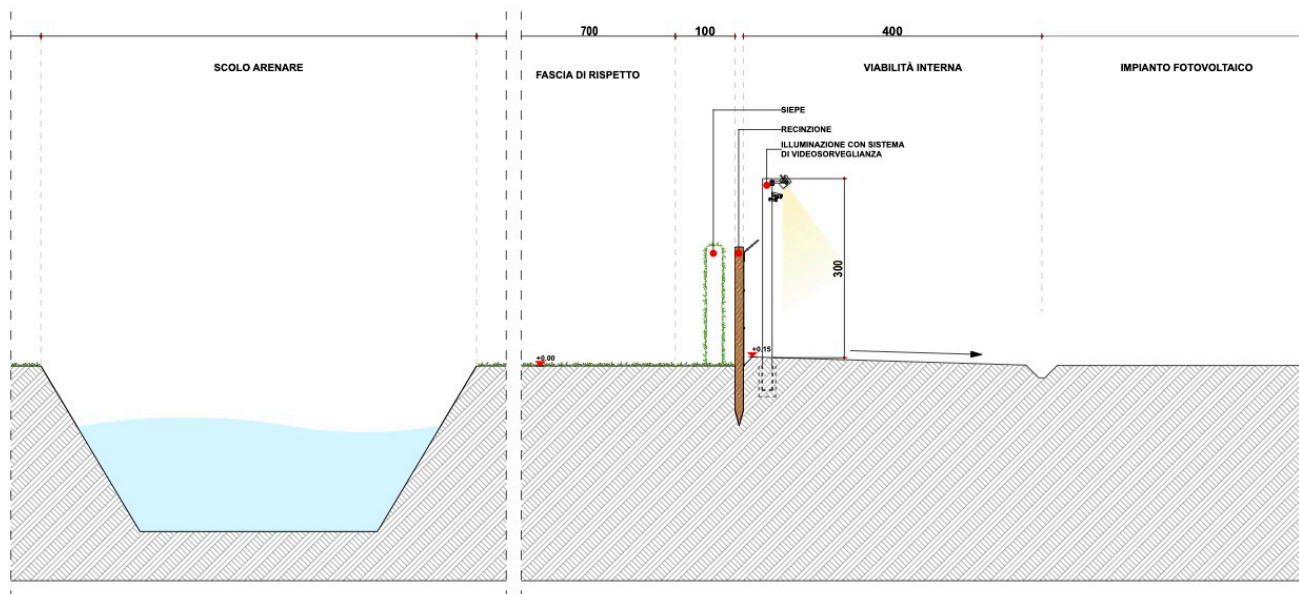 700
100
400
SCOLO ARENARE
FASCIA DI RISPETTO
VIABILITÀ INTERNA
IMPIANTO FOTOVOLTAICO
SIEPE
RECINZIONE
ILLUMINAZIONE CON SISTEMA
DI VIDEOSORVEGLIANZA
300
+0.00
+0.15